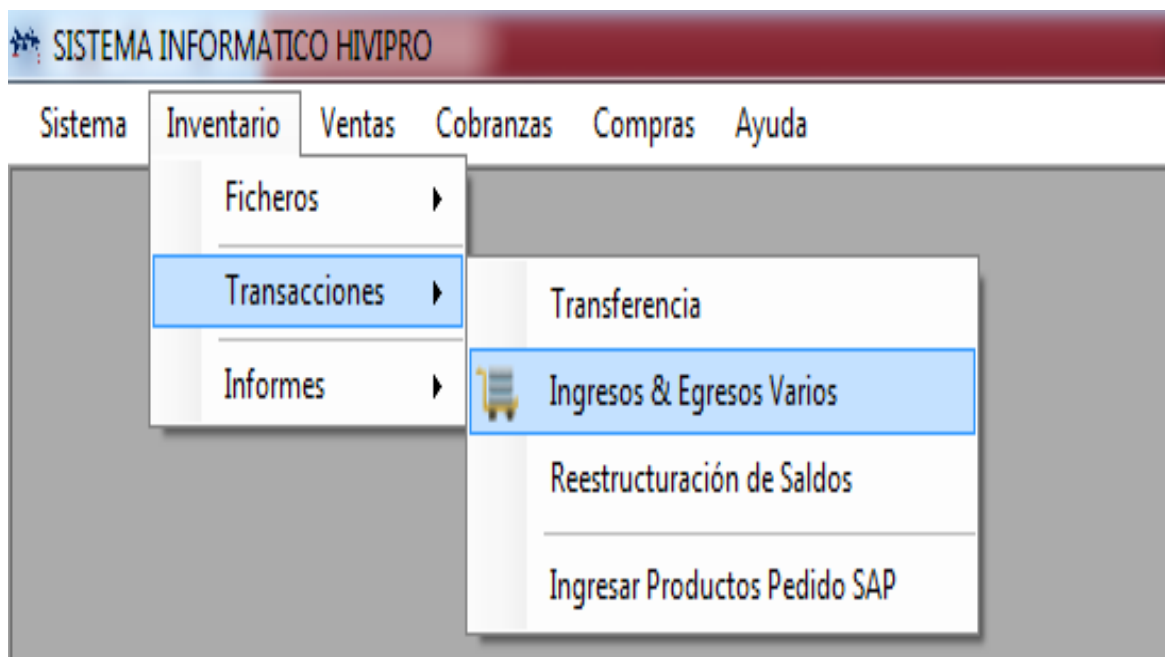 SISTEMA INFORMATICO HIVIPRO
Sistema Inventario Ventas Cobranzas Compras Ayuda
Ficheros
Transacciones
Informes
Transferencia
Ingresos & Egresos Varios
Reestructuración de Saldos
Ingresar Productos Pedido SAP